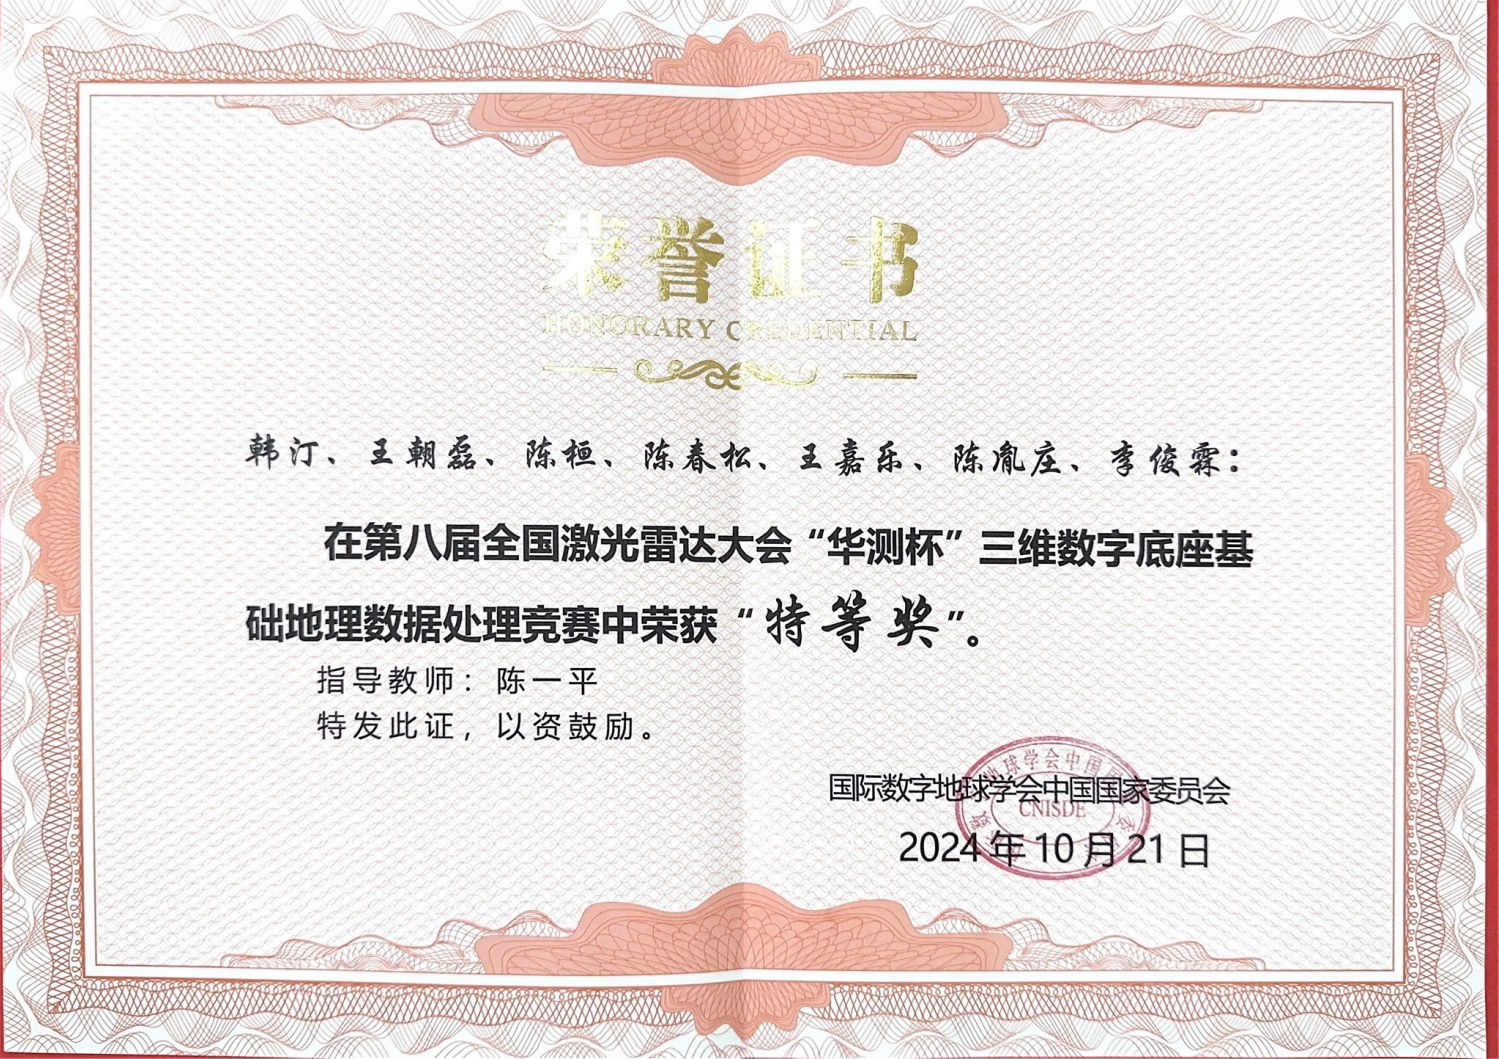 荣誉证书
HONORARY CREDENTIAL
韩汀、王朝磊、陈桓、陈春松、王嘉乐、陈胤庄、李俊霖：
在第八届全国激光雷达大会“华测杯”三维数字底座基
础地理数据处理竞赛中荣获“特等奖”。
指导教师：陈一平
特发此证，以资鼓励。
国际数字地球学会中国国家委员会
CNISDE
2024年10月21日